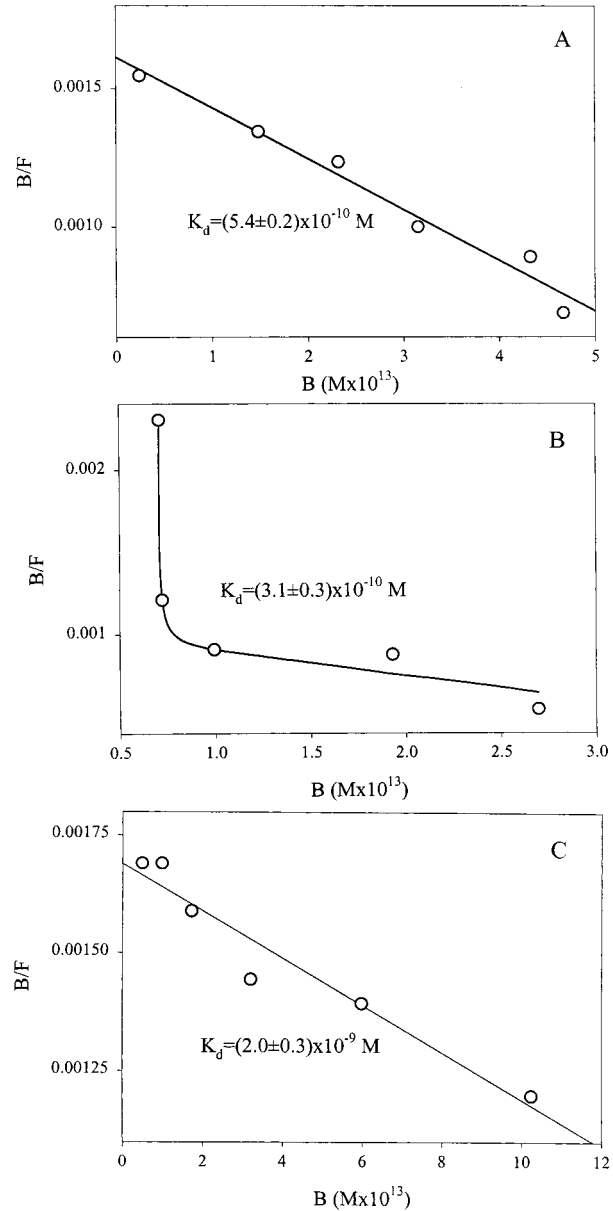 A
0.0015
B/F
0.0010
K_d=(5.4±0.2)x10^-10 M
0 1 2 3 4 5
B (Mx10^13)
B
0.002
B/F
K_d=(3.1±0.3)x10^-10 M
0.001
0.5 1.0 1.5 2.0 2.5 3.0
B (Mx10^13)
C
0.00175
B/F
0.00150
K_d=(2.0±0.3)x10^-9 M
0.00125
0 2 4 6 8 10 12
B (Mx10^13)